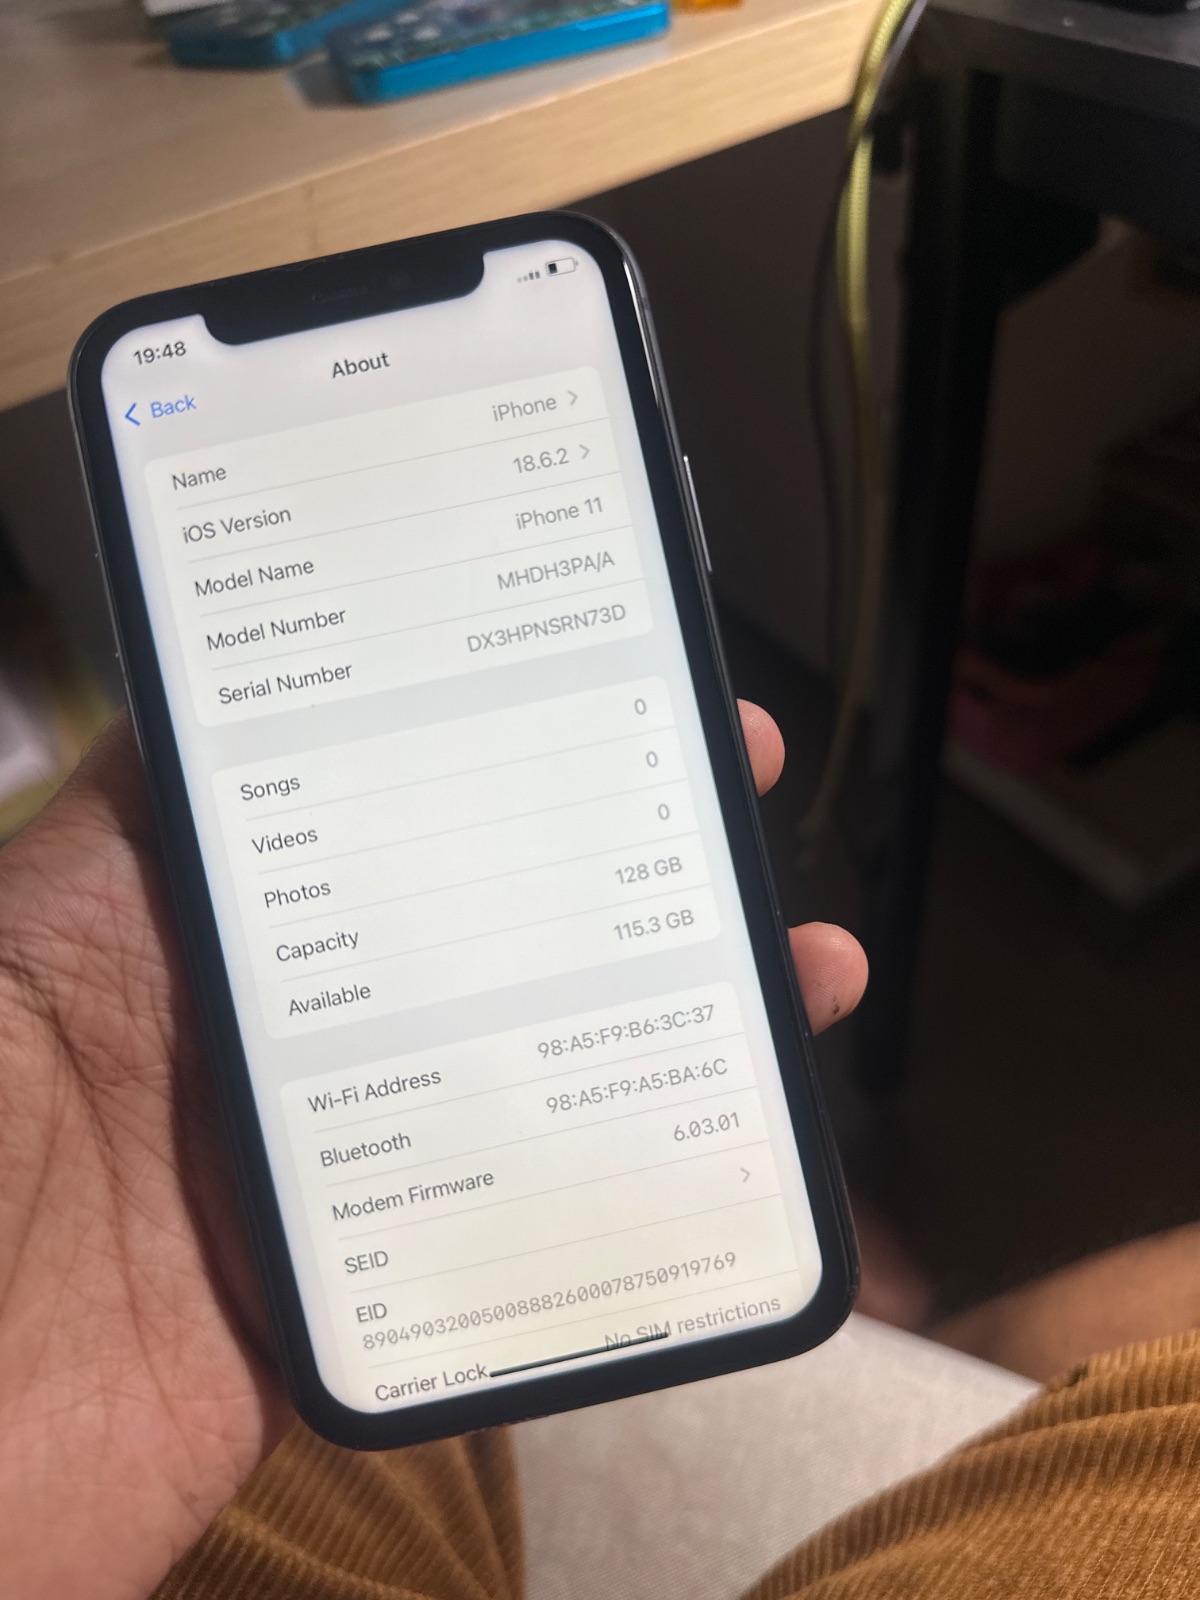 19:48
About
Back
Name iPhone
iOS Version 18.6.2
Model Name iPhone 11
Model Number MHDH3PA/A
Serial Number DX3HPNSRN73D
Songs 0
Videos 0
Photos 0
Capacity 128 GB
Available 115.3 GB
Wi-Fi Address 98:A5:F9:B6:3C:37
Bluetooth 98:A5:F9:A5:BA:6C
Modem Firmware 6.03.01
SEID
EID
89049032005008882600078750919769
Carrier Lock No SIM restrictions